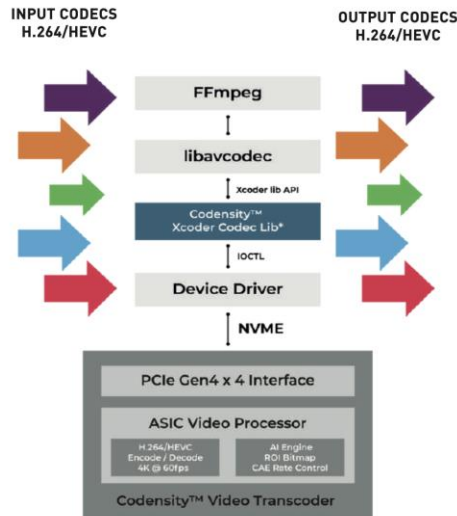 INPUT CODECS
H.264/HEVC
OUTPUT CODECS
H.264/HEVC
FFmpeg
libavcodec
Xcoder lib API
Codensity™
Xcoder Codec Lib*
IOCTL
Device Driver
NVME
PCIe Gen4 x 4 Interface
ASIC Video Processor
H.264/HEVC
Encode / Decode
4K @ 60fps
AI Engine
ROI Bitmap
CAE Rate Control
Codensity™ Video Transcoder